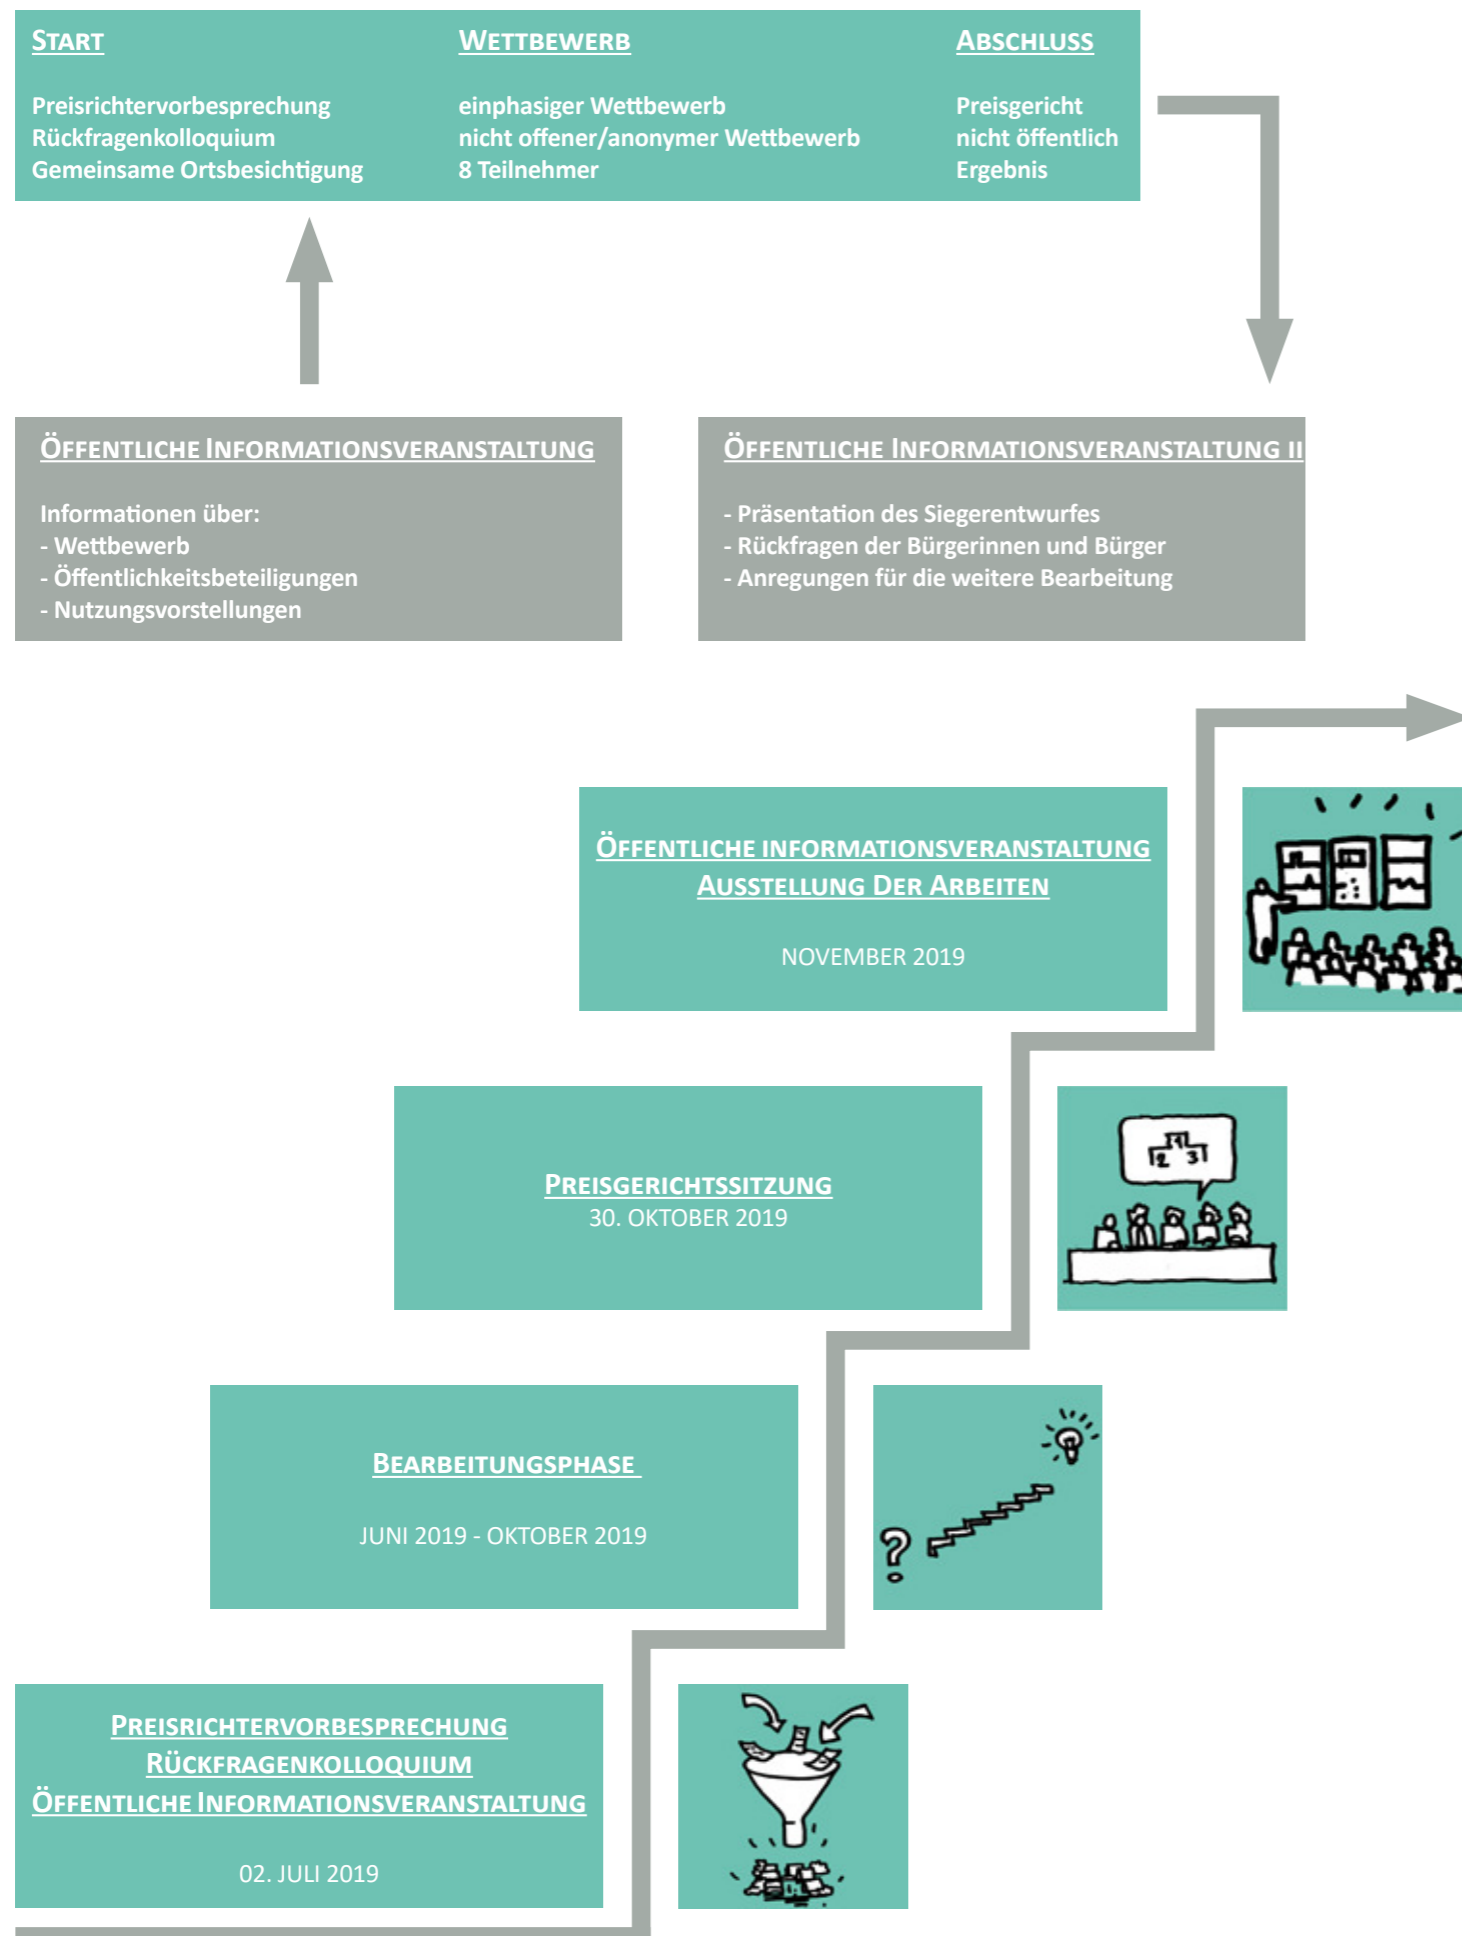 START
Preisrichtervorbesprechung
Rückfragenkolloquium
Gemeinsame Ortsbesichtigung
WETTBEWERB
einphasiger Wettbewerb
nicht offener/anonymer Wettbewerb
8 Teilnehmer
ABSCHLUSS
Preisgericht
nicht öffentlich
Ergebnis
ÖFFENTLICHE INFORMATIONSVERANSTALTUNG
Informationen über:
- Wettbewerb
- Öffentlichkeitsbeteiligungen
- Nutzungsvorstellungen
ÖFFENTLICHE INFORMATIONSVERANSTALTUNG II
- Präsentation des Siegerentwurfes
- Rückfragen der Bürgerinnen und Bürger
- Anregungen für die weitere Bearbeitung
ÖFFENTLICHE INFORMATIONSVERANSTALTUNG
AUSSTELLUNG DER ARBEITEN
NOVEMBER 2019
PREISGERICHTSSITZUNG
30. OKTOBER 2019
1
2 3
BEARBEITUNGSPHASE
JUNI 2019 - OKTOBER 2019
?
PREISRICHTERVORBESPRECHUNG
RÜCKFRAGENKOLLOQUIUM
ÖFFENTLICHE INFORMATIONSVERANSTALTUNG
02. JULI 2019